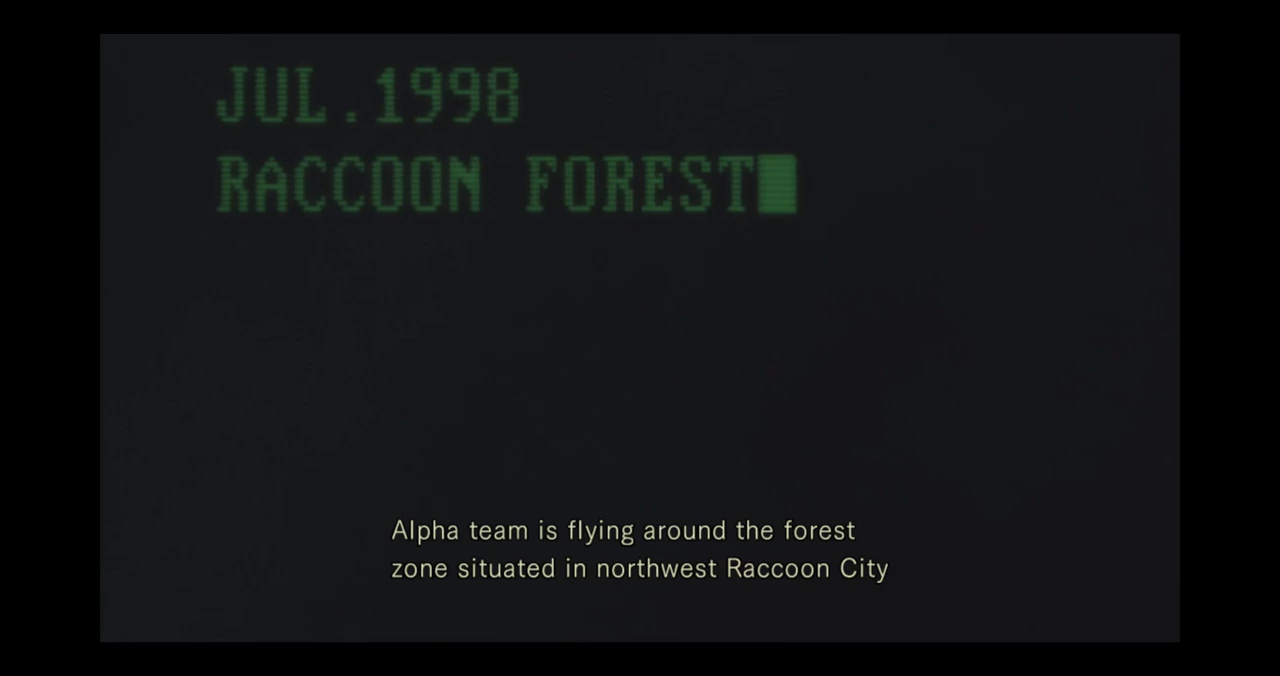 JUL.1998
RACCOON FOREST
Alpha team is flying around the forest
zone situated in northwest Raccoon City